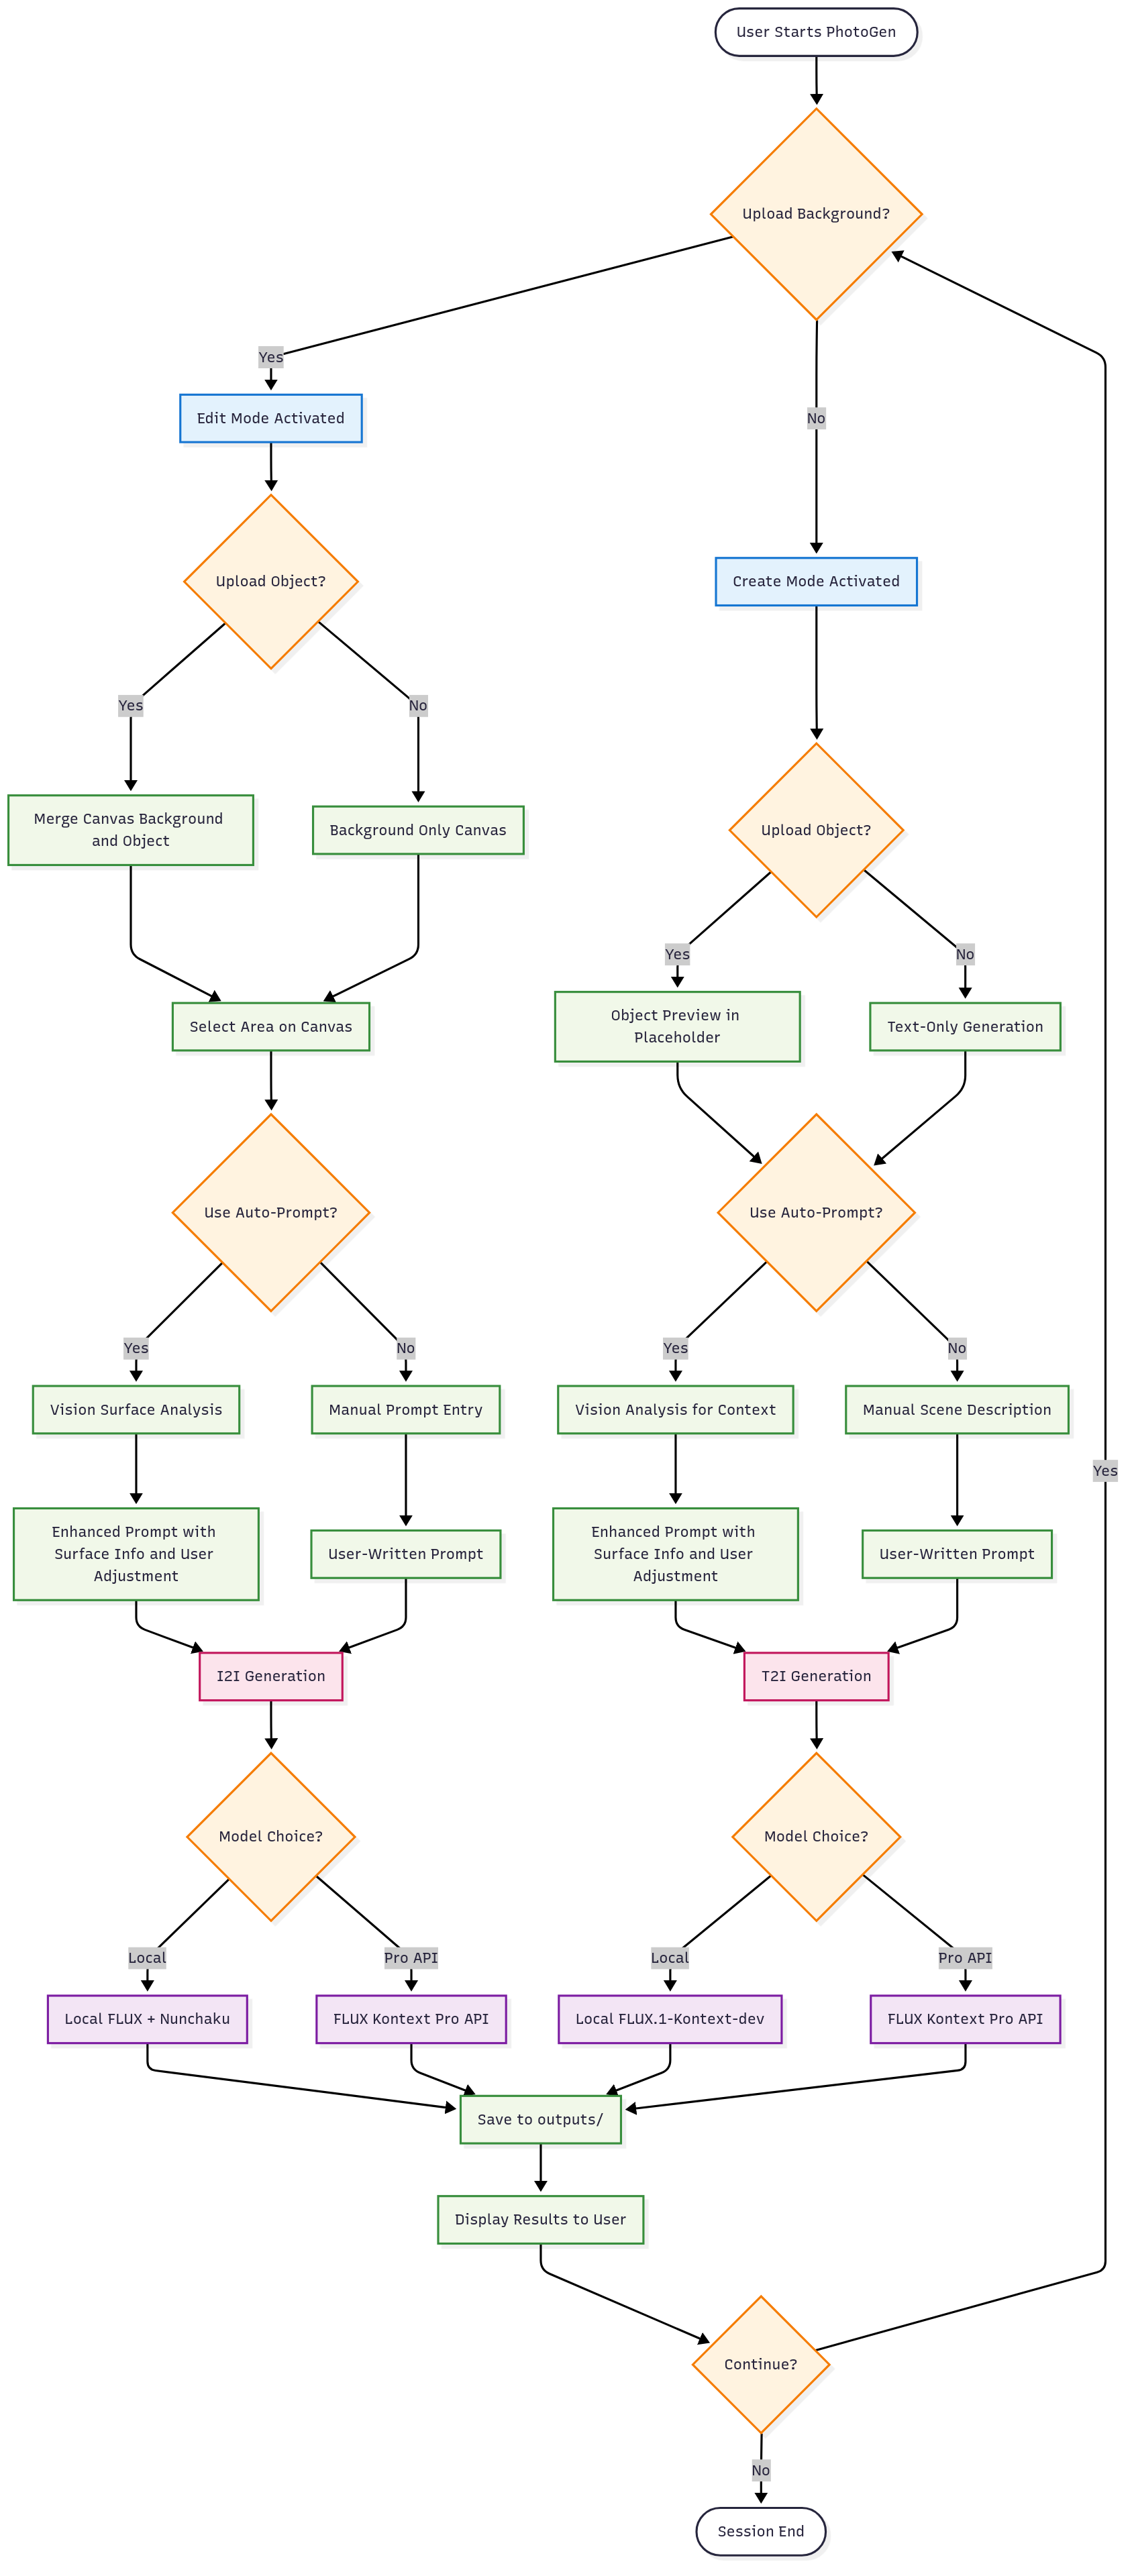 User Starts PhotoGen
Upload Background?
Yes
No
Edit Mode Activated
Upload Object?
Create Mode Activated
Yes
No
Merge Canvas Background
and Object
Background Only Canvas
Upload Object?
Yes
No
Select Area on Canvas
Object Preview in
Placeholder
Text-Only Generation
Use Auto-Prompt?
Use Auto-Prompt?
Yes
No
Yes
No
Vision Surface Analysis
Manual Prompt Entry
Vision Analysis for Context
Manual Scene Description
Yes
Enhanced Prompt with
Surface Info and User
Adjustment
User-Written Prompt
Enhanced Prompt with
Surface Info and User
Adjustment
User-Written Prompt
I2I Generation
T2I Generation
Model Choice?
Model Choice?
Local
Pro API
Local
Pro API
Local FLUX + Nunchaku
FLUX Kontext Pro API
Local FLUX.1-Kontext-dev
FLUX Kontext Pro API
Save to outputs/
Display Results to User
Continue?
No
Session End